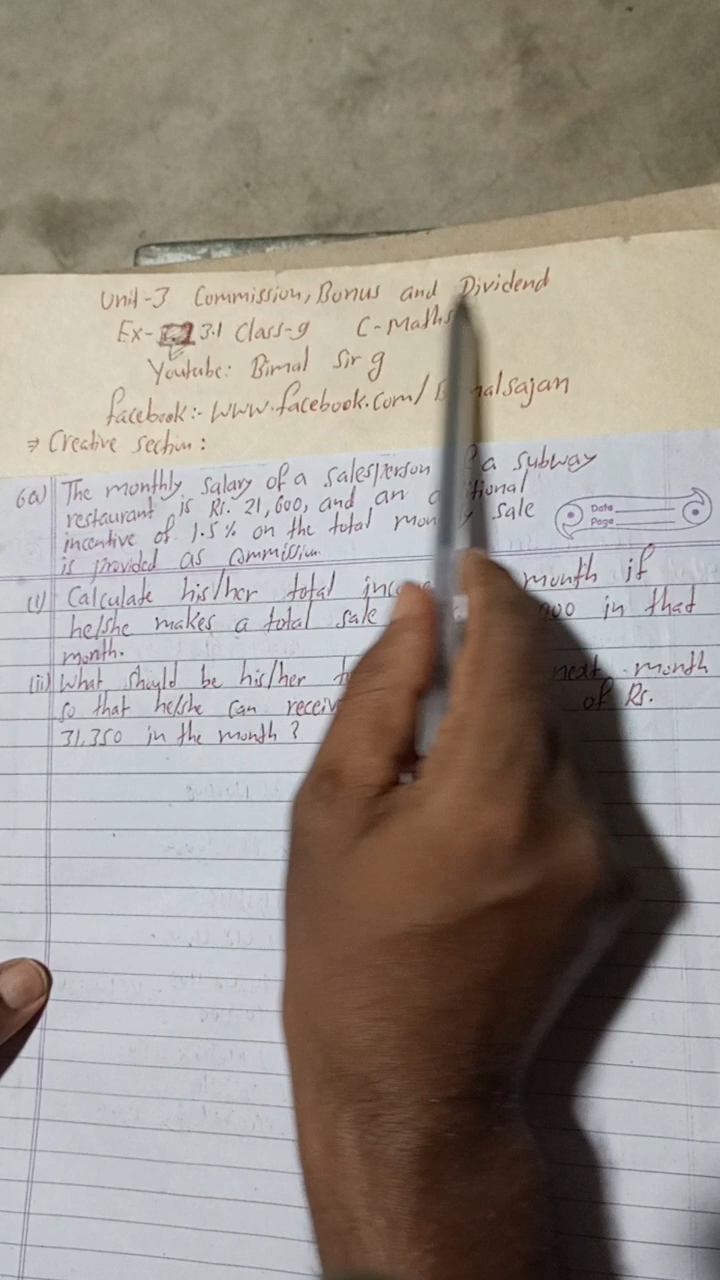 Unit-3 Commission, Bonus and Dividend
Ex- 3.1 Class-9 C-Maths
Youtube: Bimal Sir g
facebook:- www.facebook.com/ alsajan
⇒ Creative section:
6a) The monthly salary of a salesperson a subway
restaurant is Rs. 21,600, and an
incentive of 1.5% on the total sale
is provided as commission.
Date
Page
(i) Calculate his/her total month if
he/she makes a total sale in that
month.
(ii) What should be his/her next month
so that he/she can of Rs.
31,350 in the month?